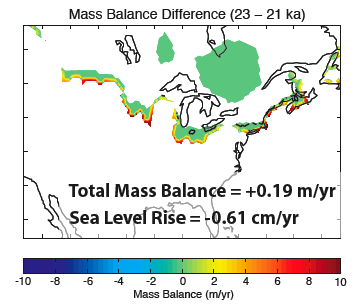 Mass Balance Difference (23 – 21 ka)
Total Mass Balance = +0.19 m/yr
Sea Level Rise = -0.61 cm/yr
-10 -8 -6 -4 -2 0 2 4 6 8 10
Mass Balance (m/yr)